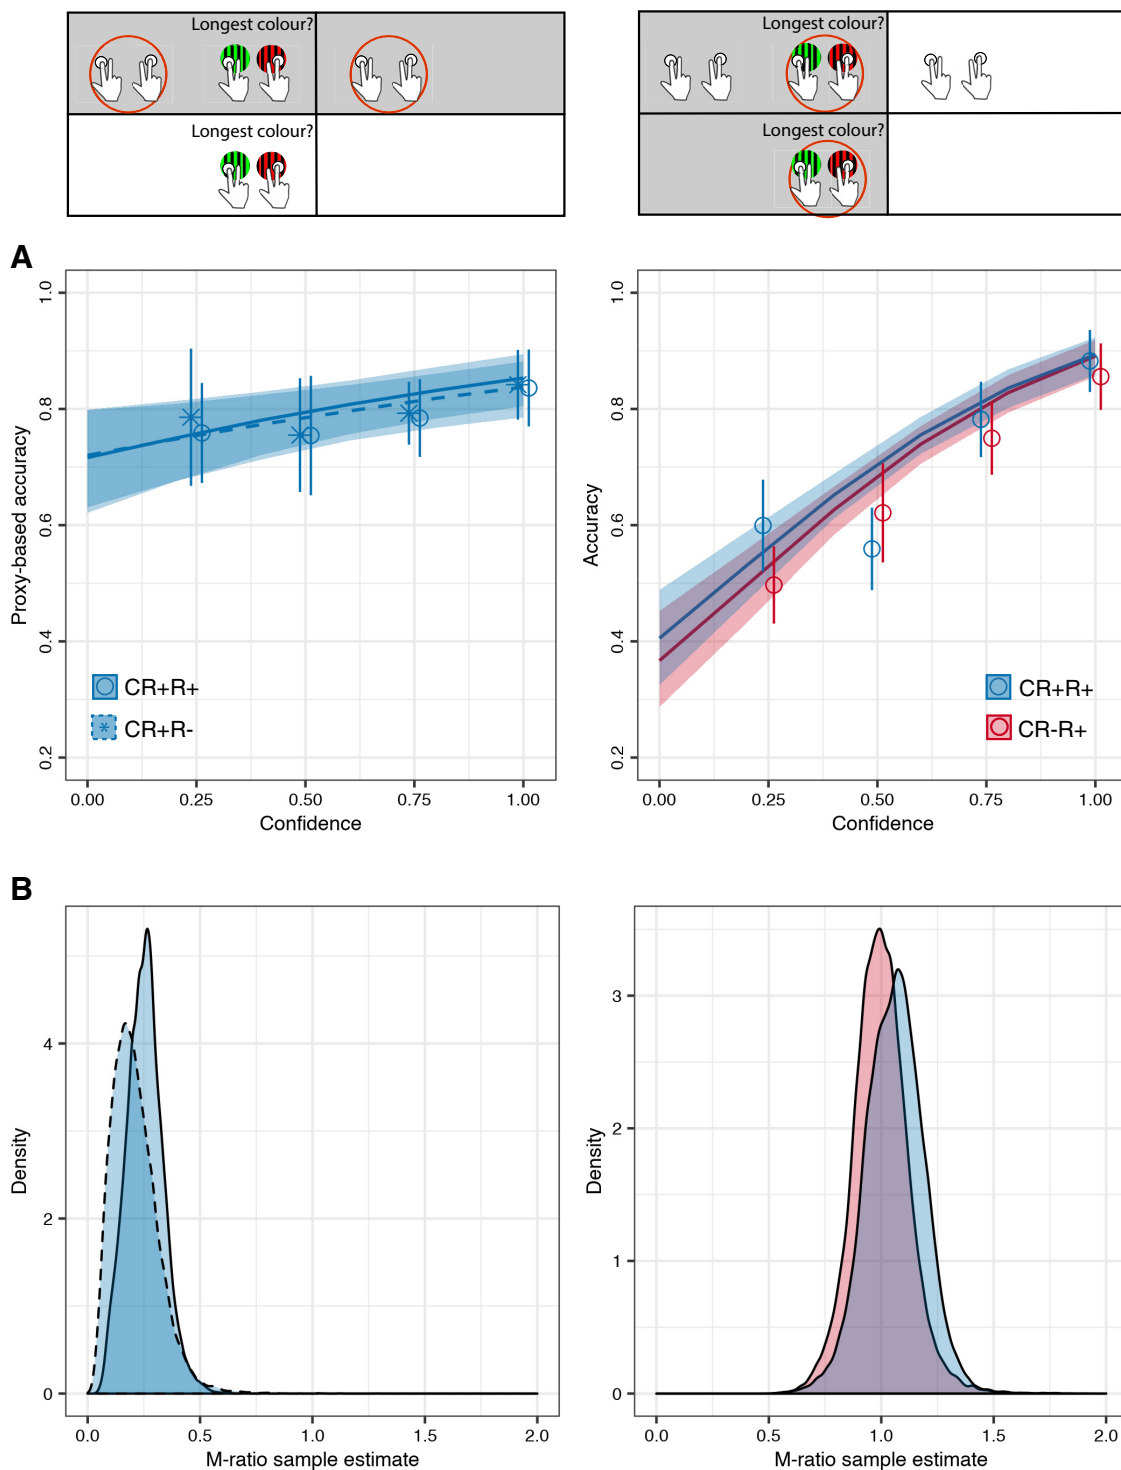 Longest colour?
Longest colour?
Longest colour?
Longest colour?
A
1.0
0.8
0.6
0.4
0.2
Proxy-based accuracy
CR+R+
CR+R-
0.00 0.25 0.50 0.75 1.00
Confidence
1.0
0.8
0.6
0.4
0.2
Accuracy
CR+R+
CR-R+
0.00 0.25 0.50 0.75 1.00
Confidence
B
4
2
0
Density
0.0 0.5 1.0 1.5 2.0
M-ratio sample estimate
3
2
1
0
Density
0.0 0.5 1.0 1.5 2.0
M-ratio sample estimate